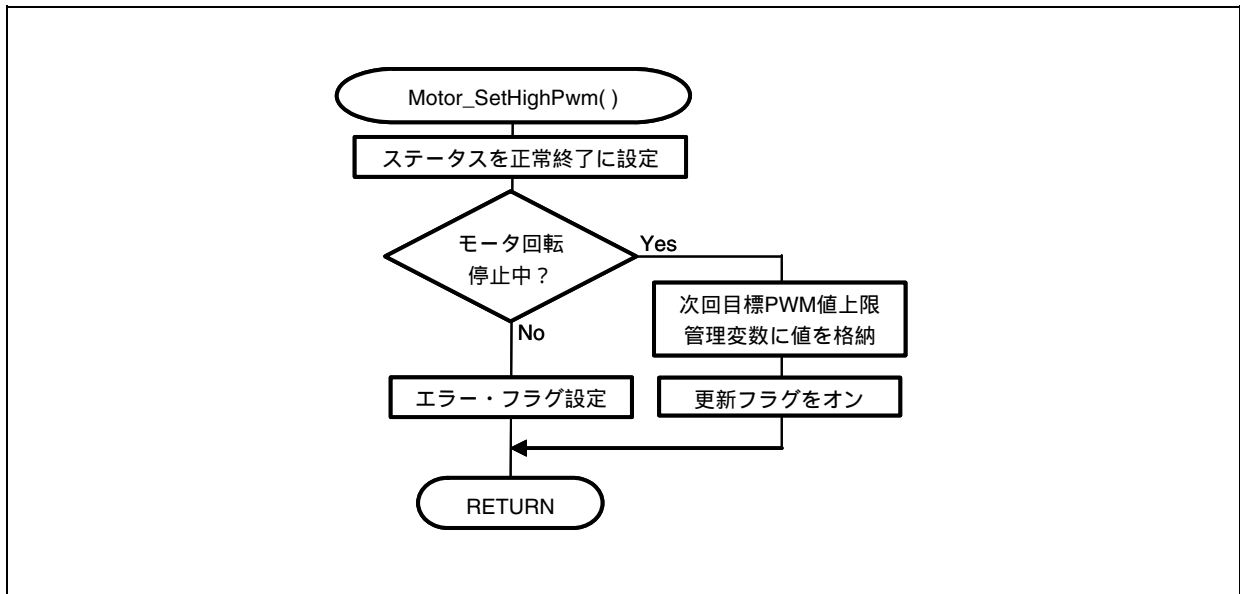 Motor_SetHighPwm( )
ステータスを正常終了に設定
モータ回転
停止中？
Yes
次回目標PWM値上限
管理変数に値を格納
No
エラー・フラグ設定
更新フラグをオン
RETURN